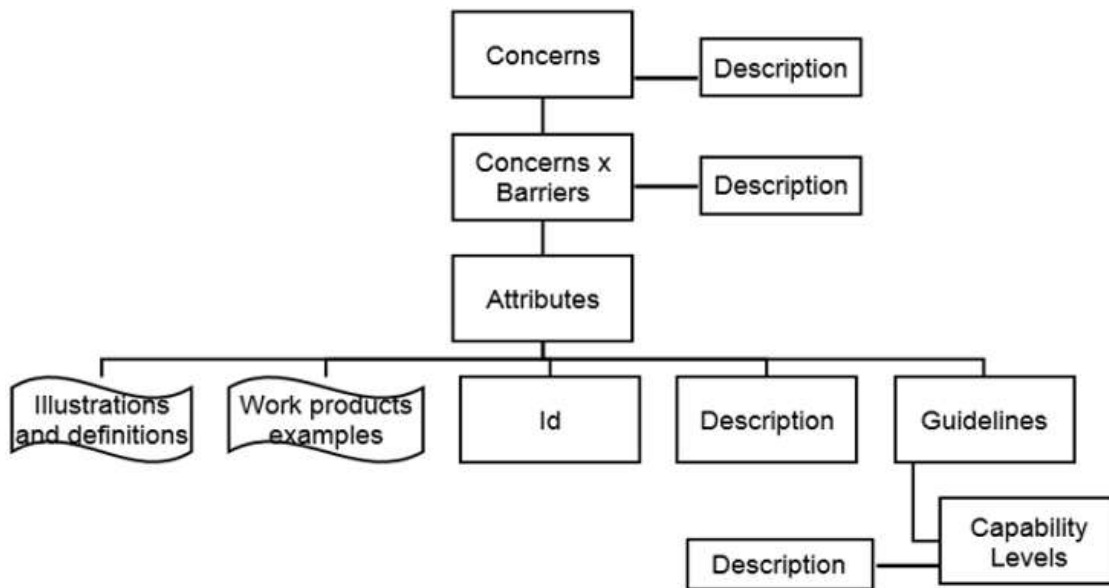 Concerns
Description
Concerns x
Barriers
Description
Attributes
Illustrations
and definitions
Work products
examples
Id
Description
Guidelines
Capability
Levels
Description